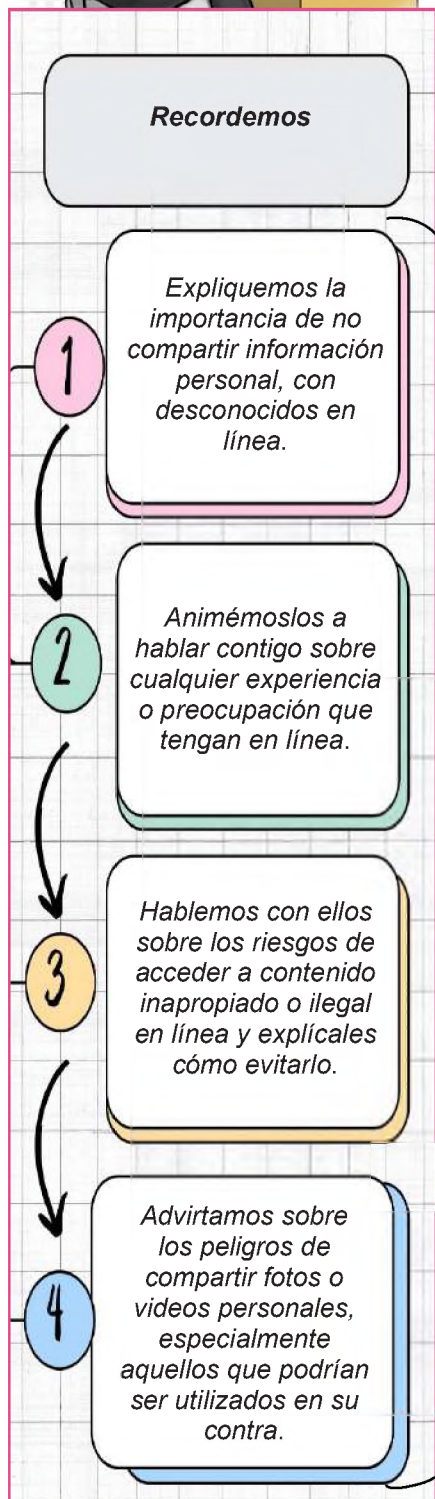 Recordemos
1
Expliquemos la
importancia de no
compartir información
personal, con
desconocidos en
línea.
2
Animémoslos a
hablar contigo sobre
cualquier experiencia
o preocupación que
tengan en línea.
3
Hablemos con ellos
sobre los riesgos de
acceder a contenido
inapropiado o ilegal
en línea y explícales
cómo evitarlo.
4
Advirtamos sobre
los peligros de
compartir fotos o
videos personales,
especialmente
aquellos que podrían
ser utilizados en su
contra.